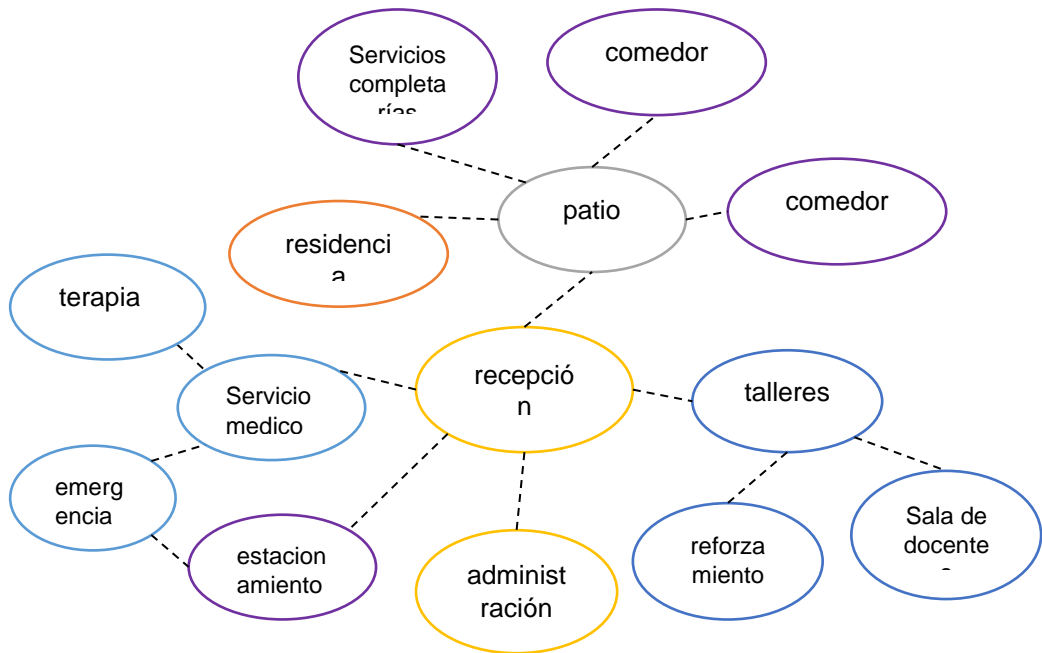 Servicios
completa
rías
comedor
patio
comedor
residenci
a
terapia
recepció
n
talleres
Servicio
medico
emerg
encia
estacion
amiento
administ
ración
reforza
miento
Sala de
docente